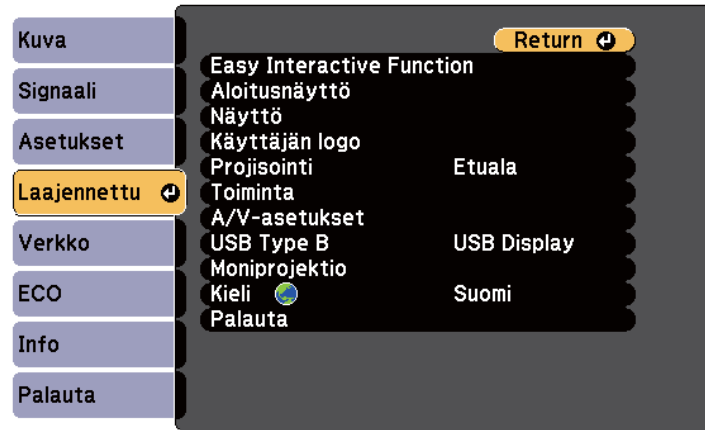 Kuva
Signaali
Asetukset
Laajennettu
Verkko
ECO
Info
Palauta
Return
Easy Interactive Function
Aloitusnäyttö
Näyttö
Käyttäjän logo
Projisointi Etuala
Toiminta
A/V-asetukset
USB Type B USB Display
Moniprojektio
Kieli Suomi
Palauta